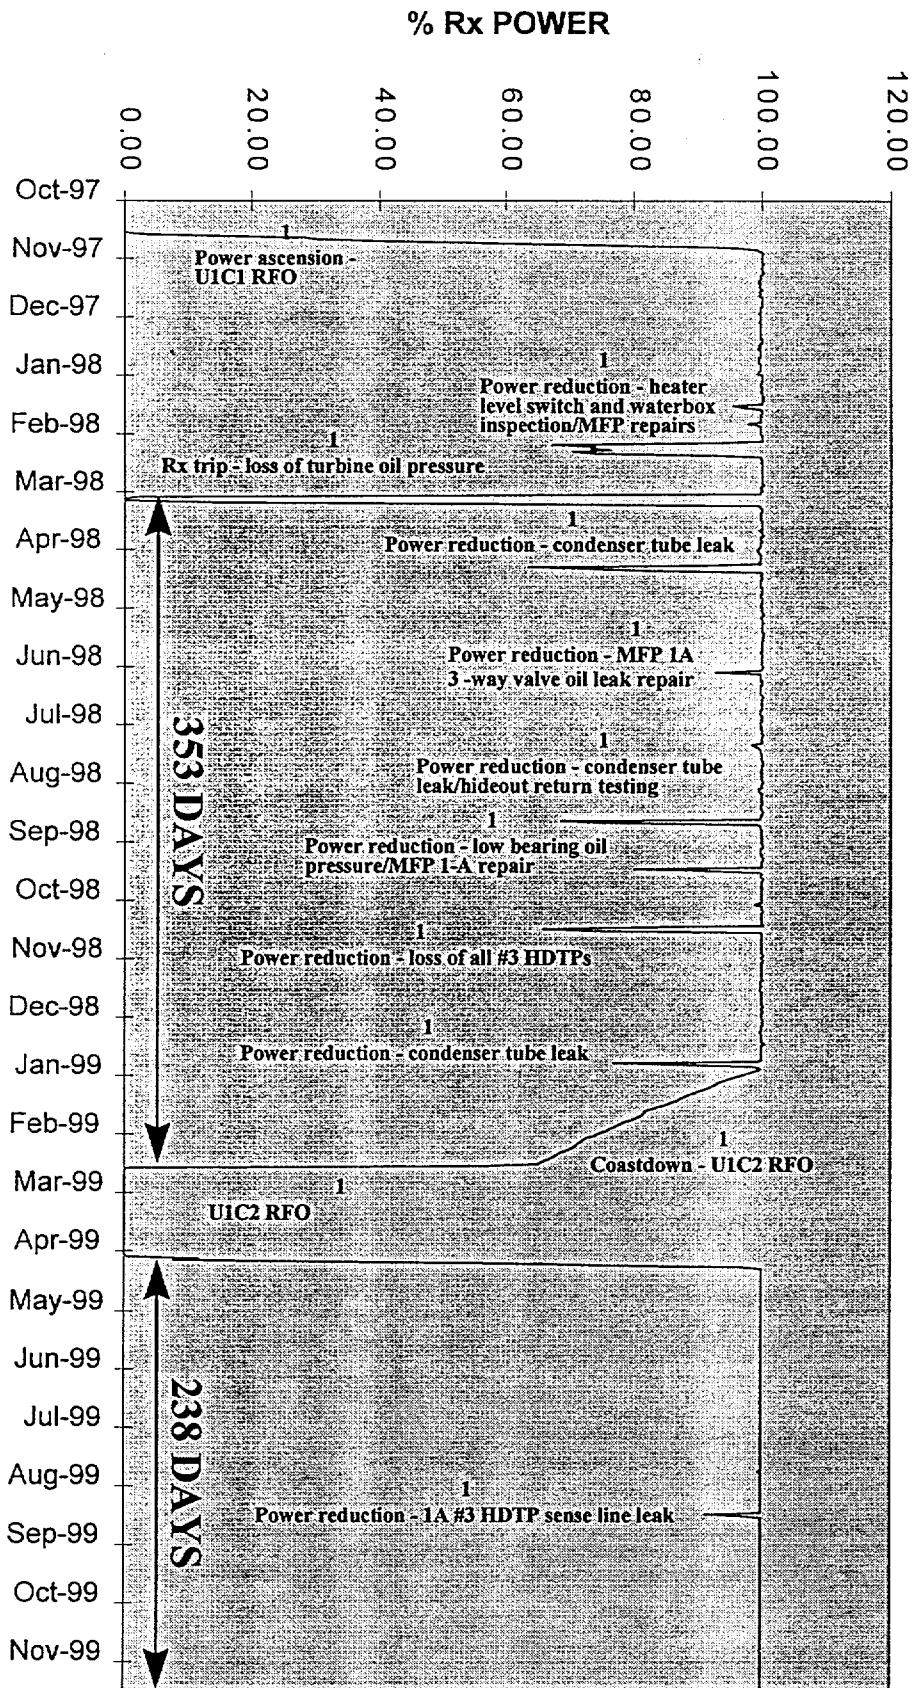 % Rx POWER
120.00
100.00
80.00
60.00
40.00
20.00
0.00
Oct-97
Nov-97
Dec-97
Jan-98
Feb-98
Mar-98
Apr-98
May-98
Jun-98
Jul-98
Aug-98
Sep-98
Oct-98
Nov-98
Dec-98
Jan-99
Feb-99
Mar-99
Apr-99
May-99
Jun-99
Jul-99
Aug-99
Sep-99
Oct-99
Nov-99
1
Power ascension -
U1C1 RFO
1
Power reduction - heater
level switch and waterbox
inspection/MFP repairs
1
Rx trip - loss of turbine oil pressure
1
Power reduction - condenser tube leak
1
Power reduction - MFP 1A
3 -way valve oil leak repair
1
Power reduction - condenser tube
leak/hideout return testing
1
Power reduction - low bearing oil
pressure/MFP 1-A repair
1
Power reduction - loss of all #3 HDTPs
1
Power reduction - condenser tube leak
1
Coastdown - U1C2 RFO
1
U1C2 RFO
1
Power reduction - 1A #3 HDTP sense line leak
353 DAYS
238 DAYS